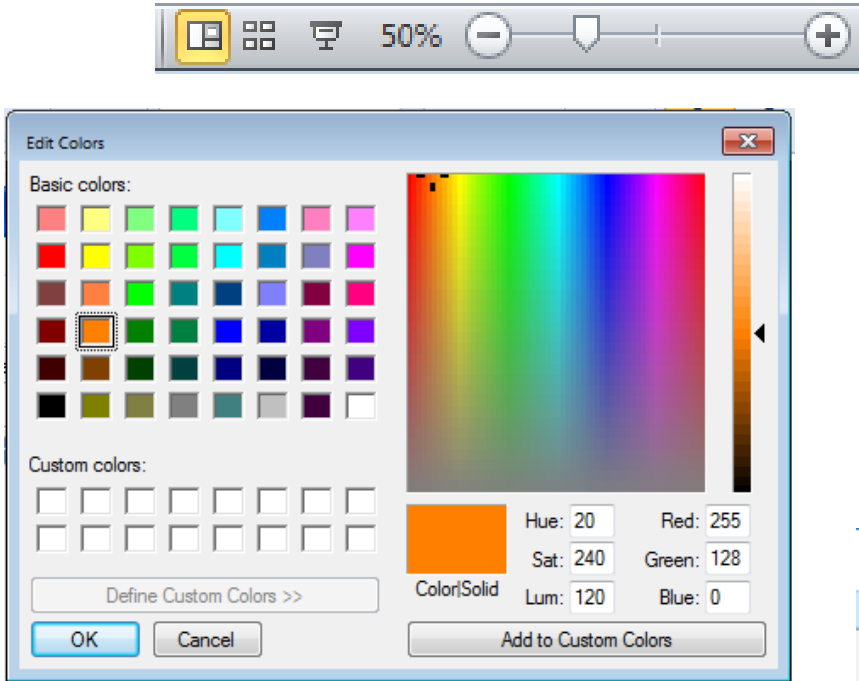 50%
Edit Colors
Basic colors:
Custom colors:
Define Custom Colors >>
OK Cancel
Color|Solid
Hue: 20 Red: 255
Sat: 240 Green: 128
Lum: 120 Blue: 0
Add to Custom Colors